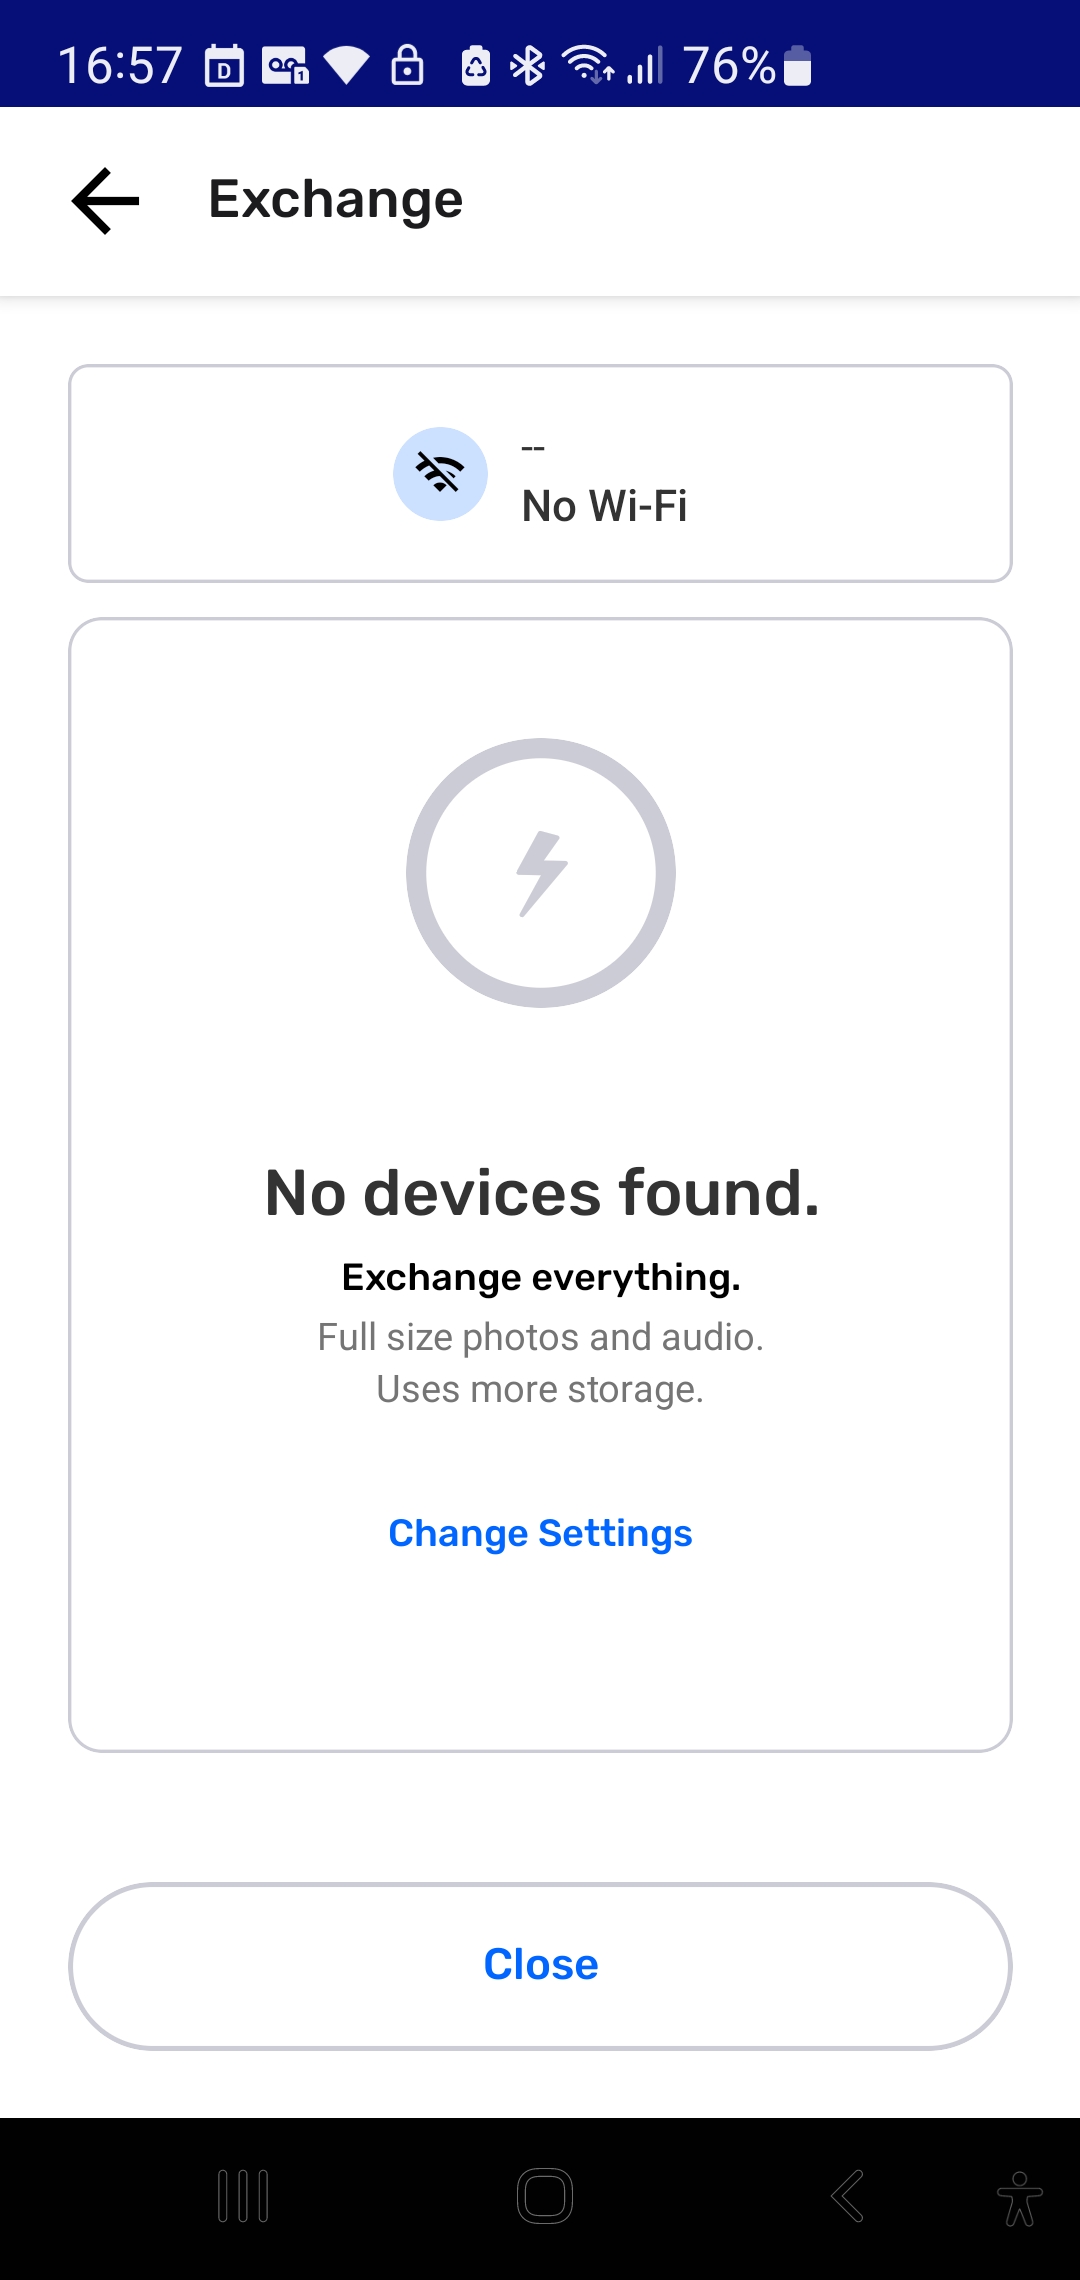 16:57 76%
Exchange
--
No Wi-Fi
No devices found.
Exchange everything.
Full size photos and audio.
Uses more storage.
Change Settings
Close